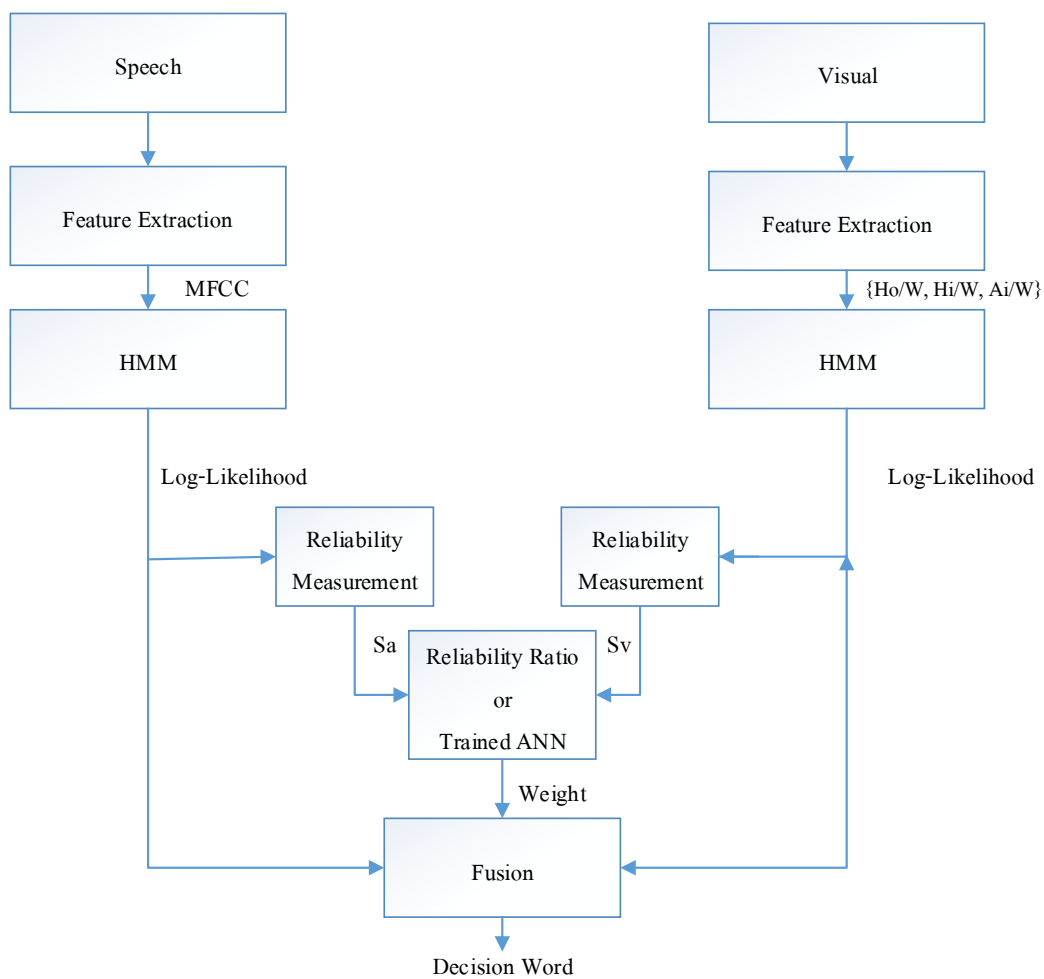 Speech
Visual
Feature Extraction
Feature Extraction
MFCC
{Ho/W, Hi/W, Ai/W}
HMM
HMM
Log-Likelihood
Log-Likelihood
Reliability
Measurement
Reliability
Measurement
Sa
Sv
Reliability Ratio
or
Trained ANN
Weight
Fusion
Decision Word